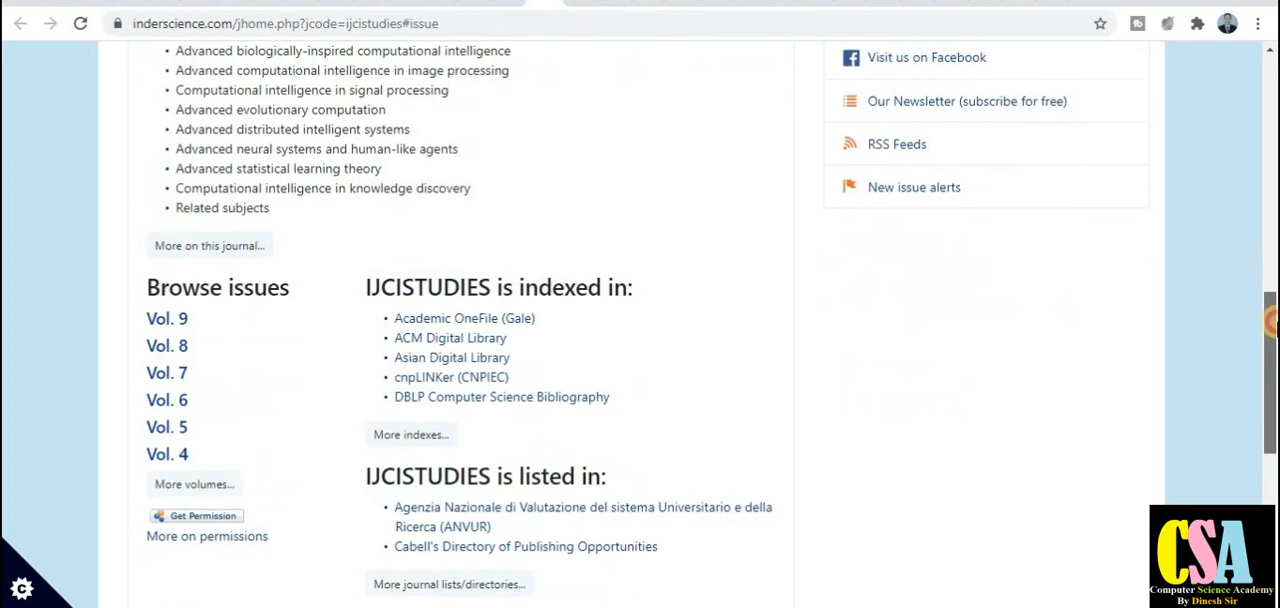 inderscience.com/jhome.php?jcode=ijcistudies#issue
• Advanced biologically-inspired computational intelligence
• Advanced computational intelligence in image processing
• Computational intelligence in signal processing
• Advanced evolutionary computation
• Advanced distributed intelligent systems
• Advanced neural systems and human-like agents
• Advanced statistical learning theory
• Computational intelligence in knowledge discovery
• Related subjects
More on this journal...
Visit us on Facebook
Our Newsletter (subscribe for free)
RSS Feeds
New issue alerts
Browse issues
Vol. 9
Vol. 8
Vol. 7
Vol. 6
Vol. 5
Vol. 4
More volumes...
Get Permission
More on permissions
IJCISTUDIES is indexed in:
• Academic OneFile (Gale)
• ACM Digital Library
• Asian Digital Library
• cnpLINKer (CNPIEC)
• DBLP Computer Science Bibliography
More indexes...
IJCISTUDIES is listed in:
• Agenzia Nazionale di Valutazione del sistema Universitario e della
Ricerca (ANVUR)
• Cabell's Directory of Publishing Opportunities
More journal lists/directories...
CSA
Computer Science Academy
By Dinesh Sir